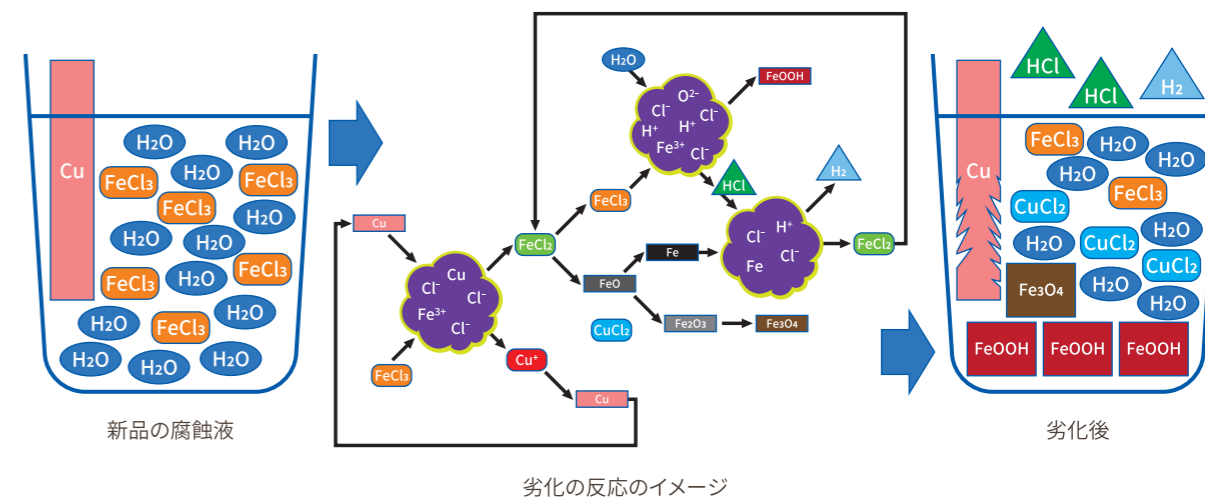 Cu
H₂O
H₂O
FeCl₃
H₂O
FeCl₃
FeCl₃
H₂O
H₂O
H₂O
FeCl₃
H₂O
FeCl₃
H₂O
H₂O
FeCl₃
H₂O
H₂O
H₂O
新品の腐蝕液
Cu
Cu
Cl⁻
Cl⁻
Fe³⁺
Cl⁻
FeCl₃
FeCl₂
Cu⁺
Cu
FeCl₃
H₂O
O²⁻
Cl⁻
Cl⁻
H⁺
H⁺
Fe³⁺
Cl⁻
FeOOH
HCl
H₂
FeO
Fe
Cl⁻
H⁺
Cl⁻
Fe
FeCl₂
CuCl₂
Fe₂O₃
Fe₃O₄
劣化の反応のイメージ
HCl
HCl
H₂
Cu
FeCl₃
H₂O
H₂O
H₂O
FeCl₃
CuCl₂
H₂O
H₂O
CuCl₂
CuCl₂
Fe₃O₄
H₂O
H₂O
FeOOH
FeOOH
FeOOH
劣化後